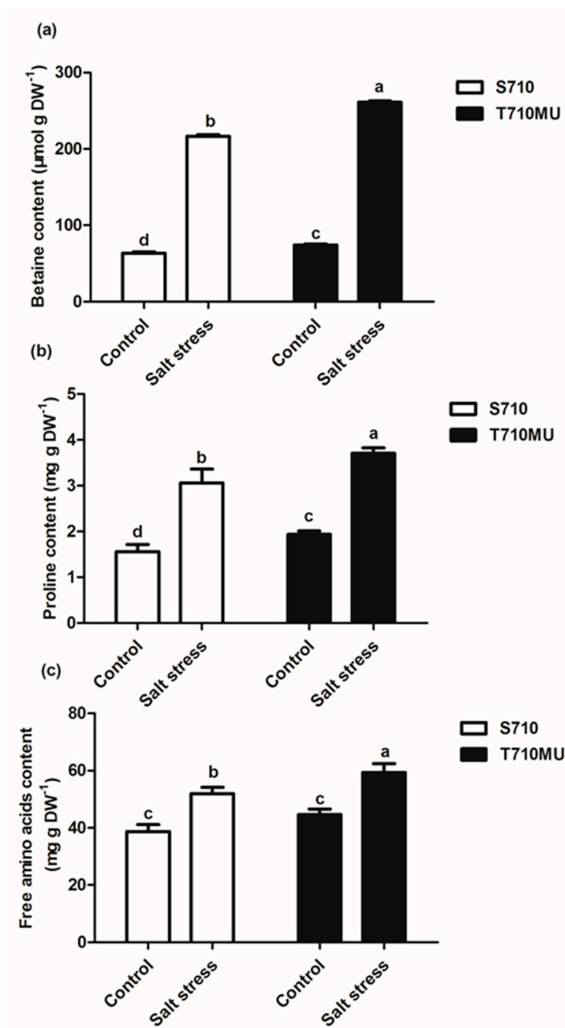 (a)
Betaine content (µmol g DW⁻¹)
300
200
100
0
d
b
c
a
Control
Salt stress
Control
Salt stress
S710
T710MU
(b)
Proline content (mg g DW⁻¹)
5
4
3
2
1
0
d
b
c
a
Control
Salt stress
Control
Salt stress
S710
T710MU
(c)
Free amino acids content
(mg g DW⁻¹)
80
60
40
20
0
c
b
c
a
Control
Salt stress
Control
Salt stress
S710
T710MU